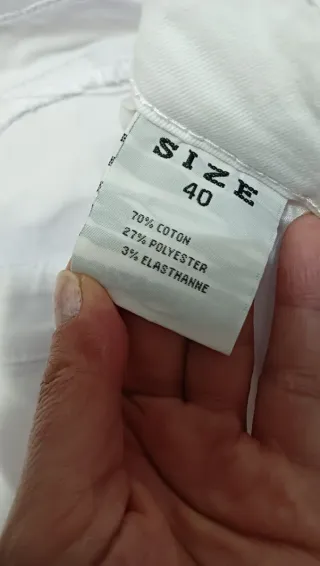 SIZE
40
70% COTON
27% POLYESTER
3% ELASTHANNE